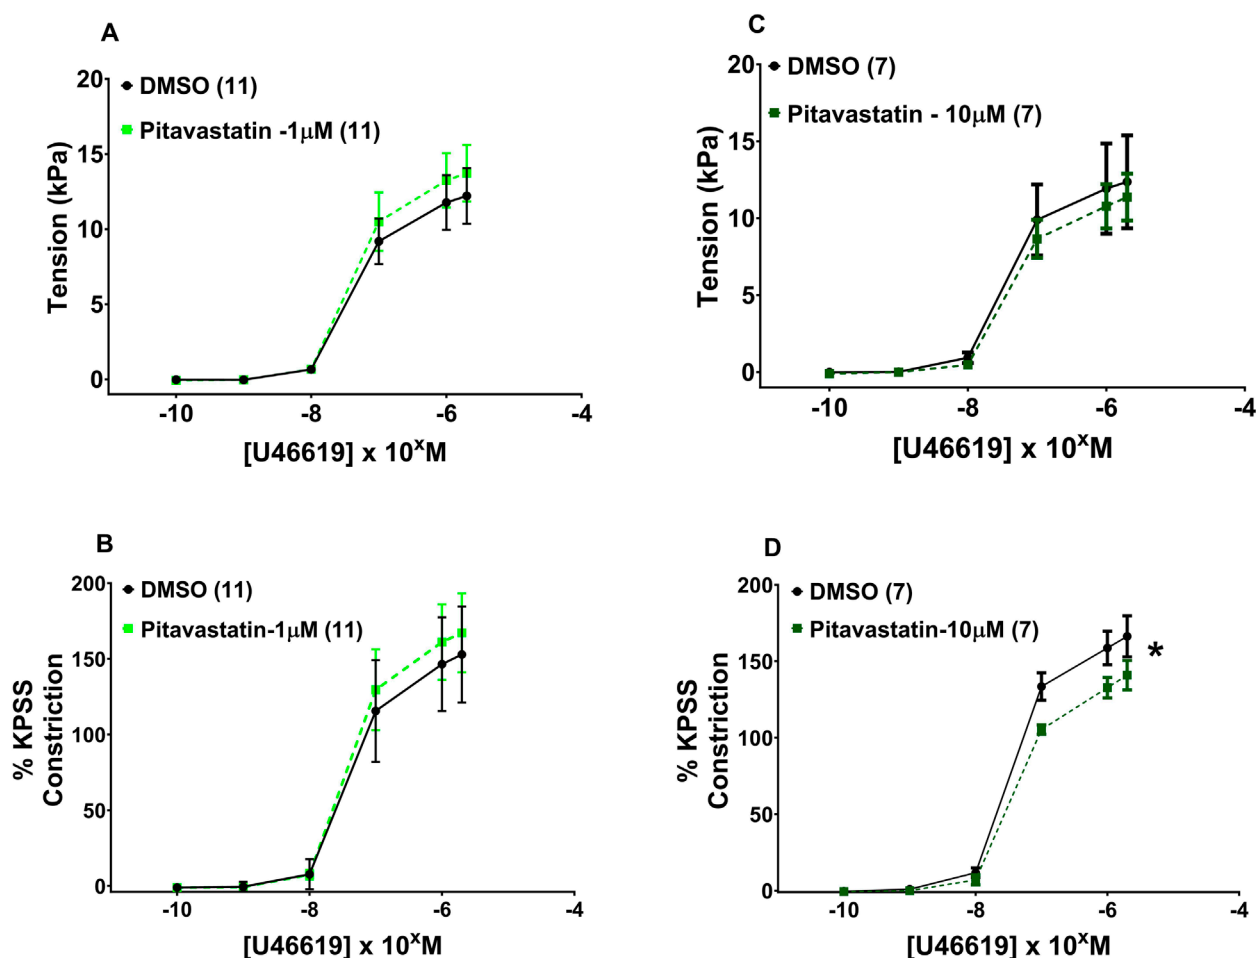 A
20
DMSO (11)
Pitavastatin -1μM (11)
15
10
5
0
Tension (kPa)
-10
-8
-6
-4
[U46619] x 10ˣM
C
20
DMSO (7)
Pitavastatin - 10μM (7)
15
10
5
0
Tension (kPa)
-10
-8
-6
-4
[U46619] x 10ˣM
B
200
DMSO (11)
Pitavastatin-1μM (11)
150
100
50
0
% KPSS
Constriction
-10
-8
-6
-4
[U46619] x 10ˣM
D
200
DMSO (7)
Pitavastatin-10μM (7)
150
100
50
0
% KPSS
Constriction
*
-10
-8
-6
-4
[U46619] x 10ˣM